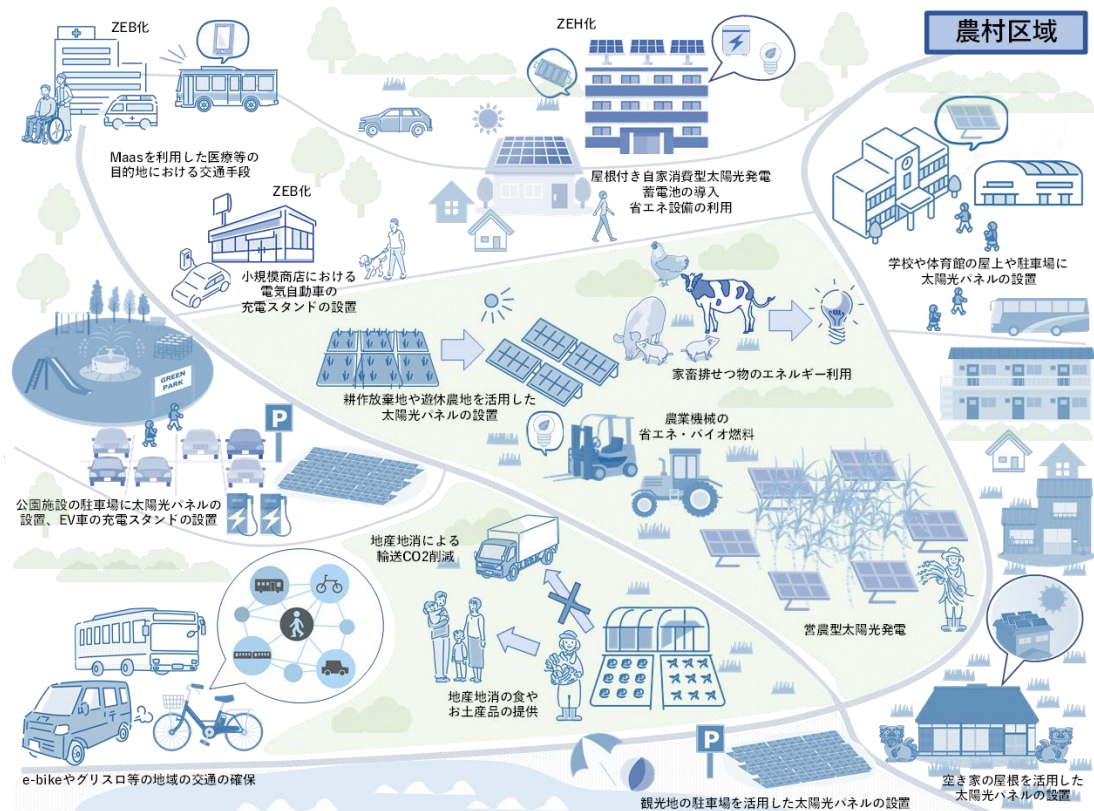 農村区域
ZEB化
ZEH化
Maasを利用した医療等の
目的地における交通手段
ZEB化
屋根付き自家消費型太陽光発電
蓄電池の導入
省エネ設備の利用
小規模商店における
電気自動車の
充電スタンドの設置
学校や体育館の屋上や駐車場に
太陽光パネルの設置
GREEN
PARK
耕作放棄地や遊休農地を活用した
太陽光パネルの設置
家畜排せつ物のエネルギー利用
農業機械の
省エネ・バイオ燃料
P
公園施設の駐車場に太陽光パネルの
設置、EV車の充電スタンドの設置
地産地消による
輸送CO2削減
営農型太陽光発電
地産地消の食や
お土産品の提供
P
e-bikeやグリスロ等の地域の交通の確保
観光地の駐車場を活用した太陽光パネルの設置
空き家の屋根を活用した
太陽光パネルの設置